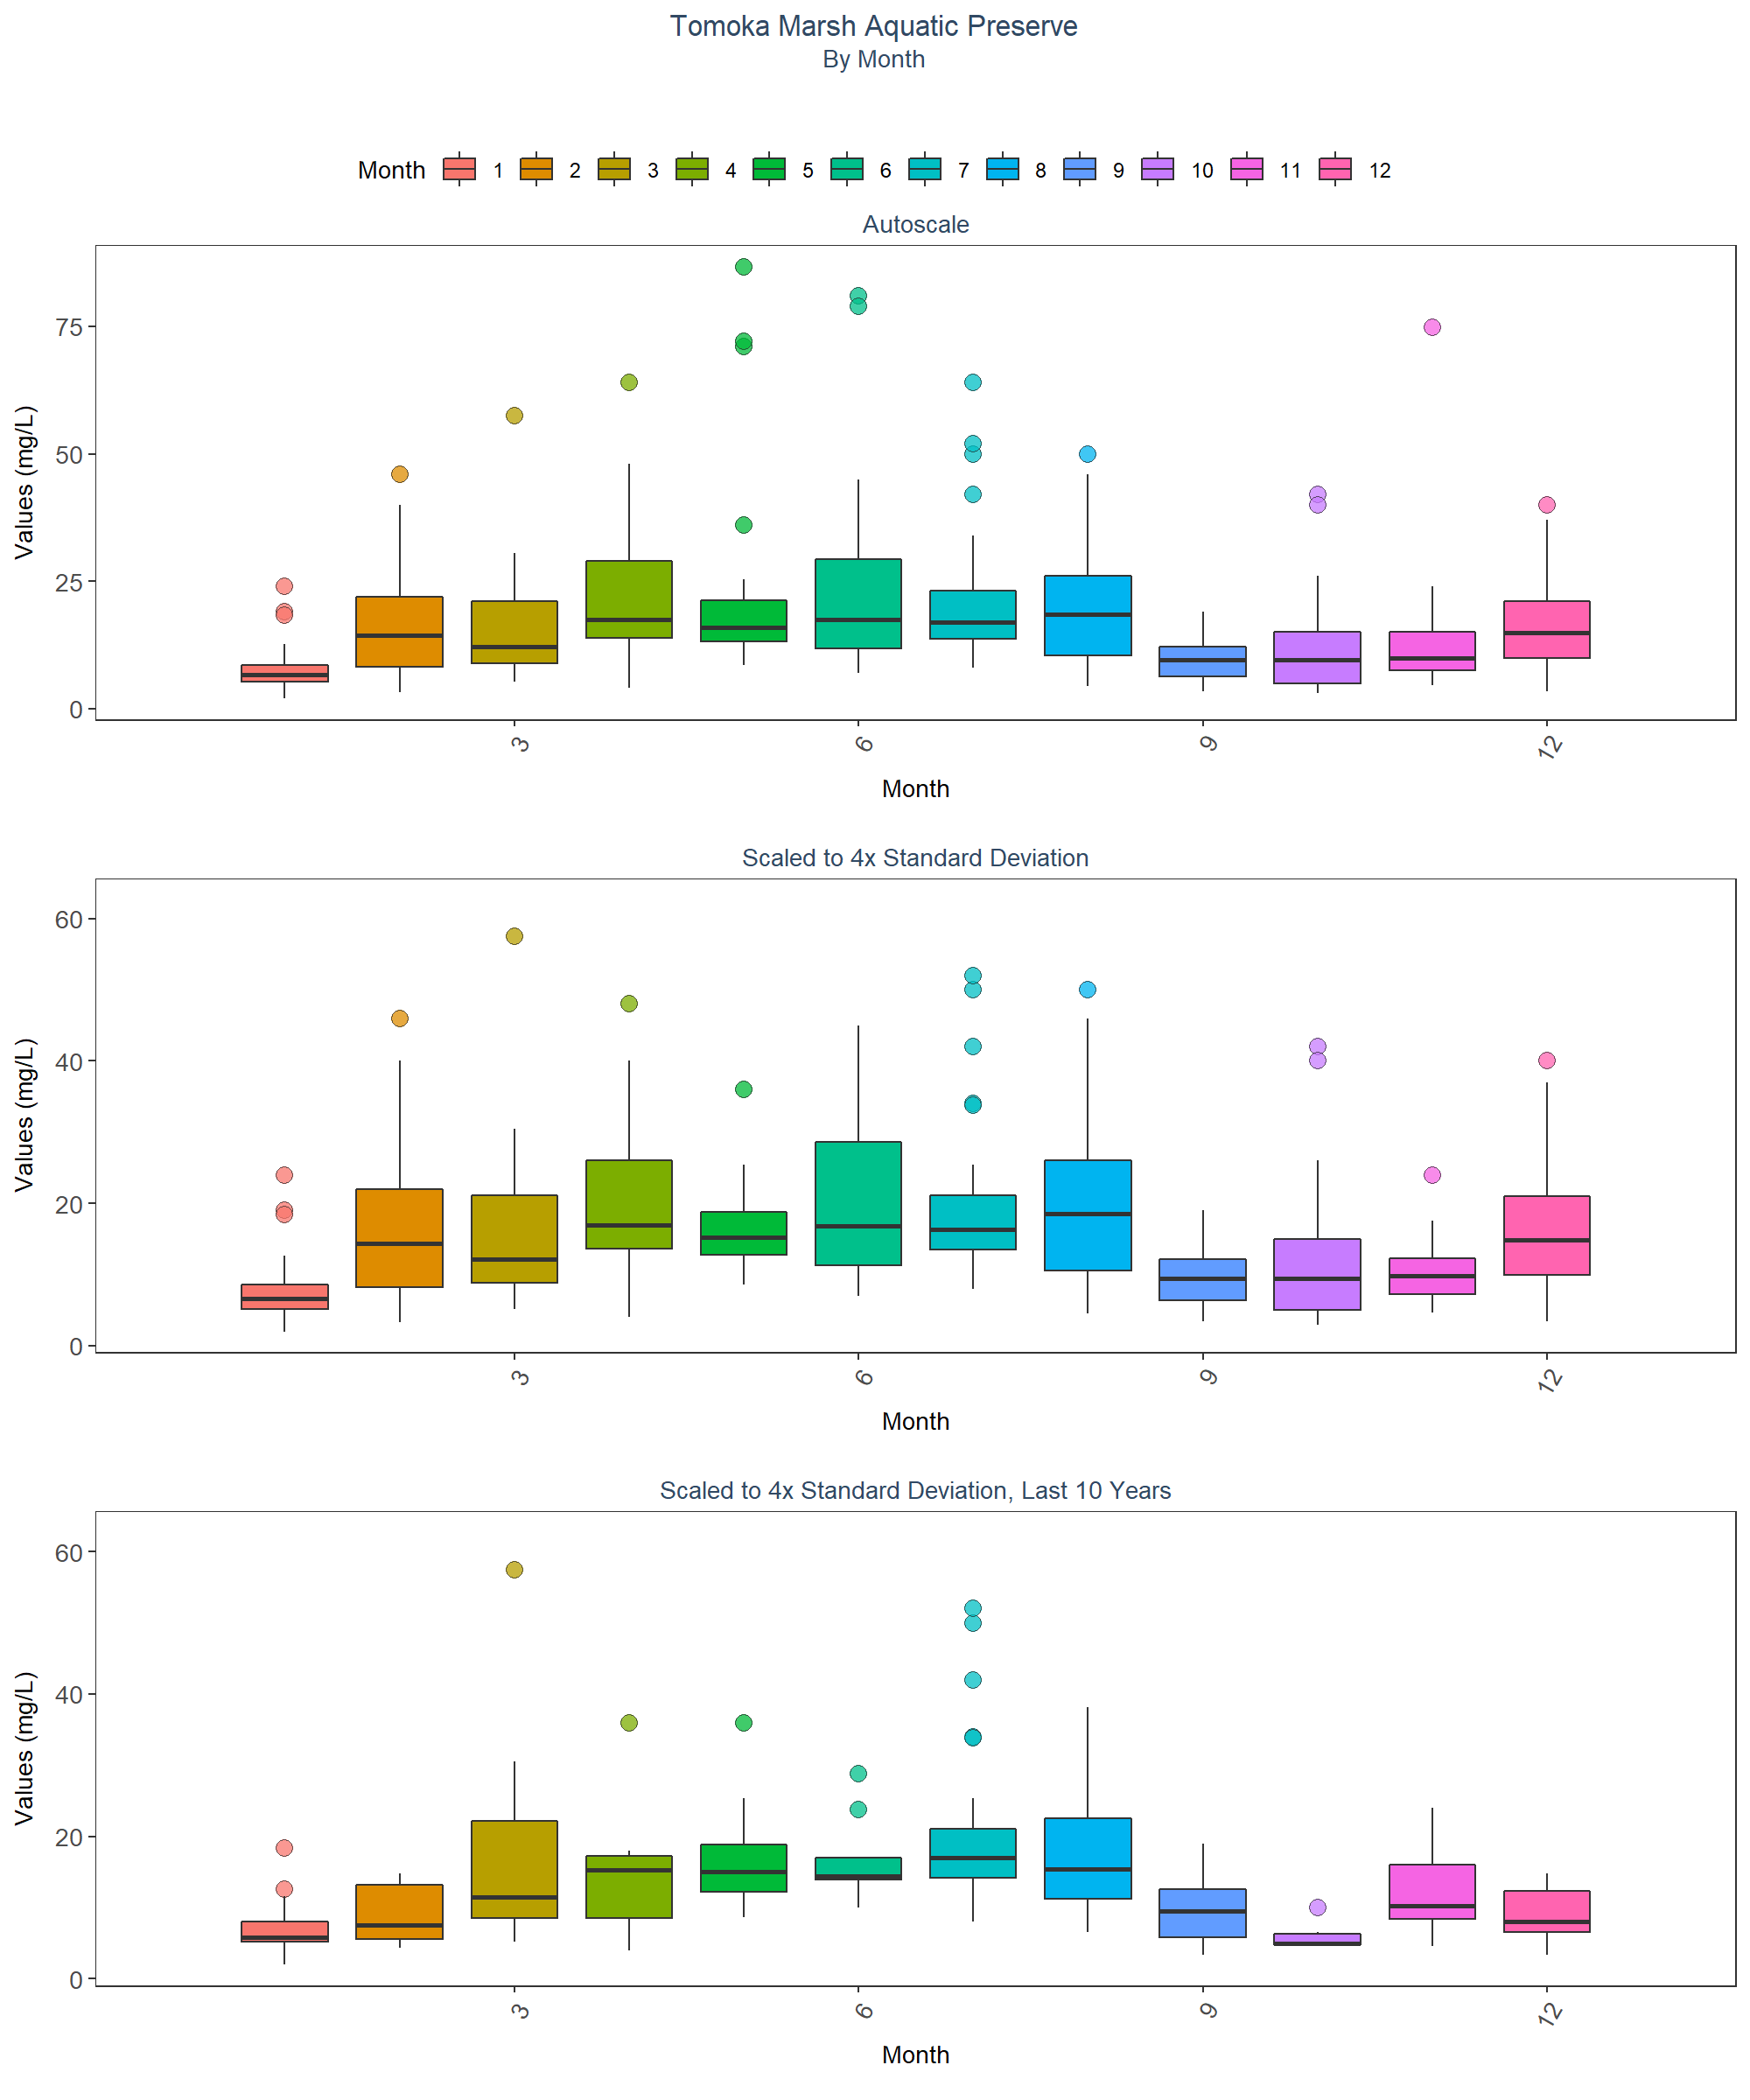 Tomoka Marsh Aquatic Preserve
By Month
Month 1 2 3 4 5 6 7 8 9 10 11 12
Autoscale
Values (mg/L)
75
50
25
0
3 6 9 12
Month
Scaled to 4x Standard Deviation
Values (mg/L)
60
40
20
0
3 6 9 12
Month
Scaled to 4x Standard Deviation, Last 10 Years
Values (mg/L)
60
40
20
0
3 6 9 12
Month